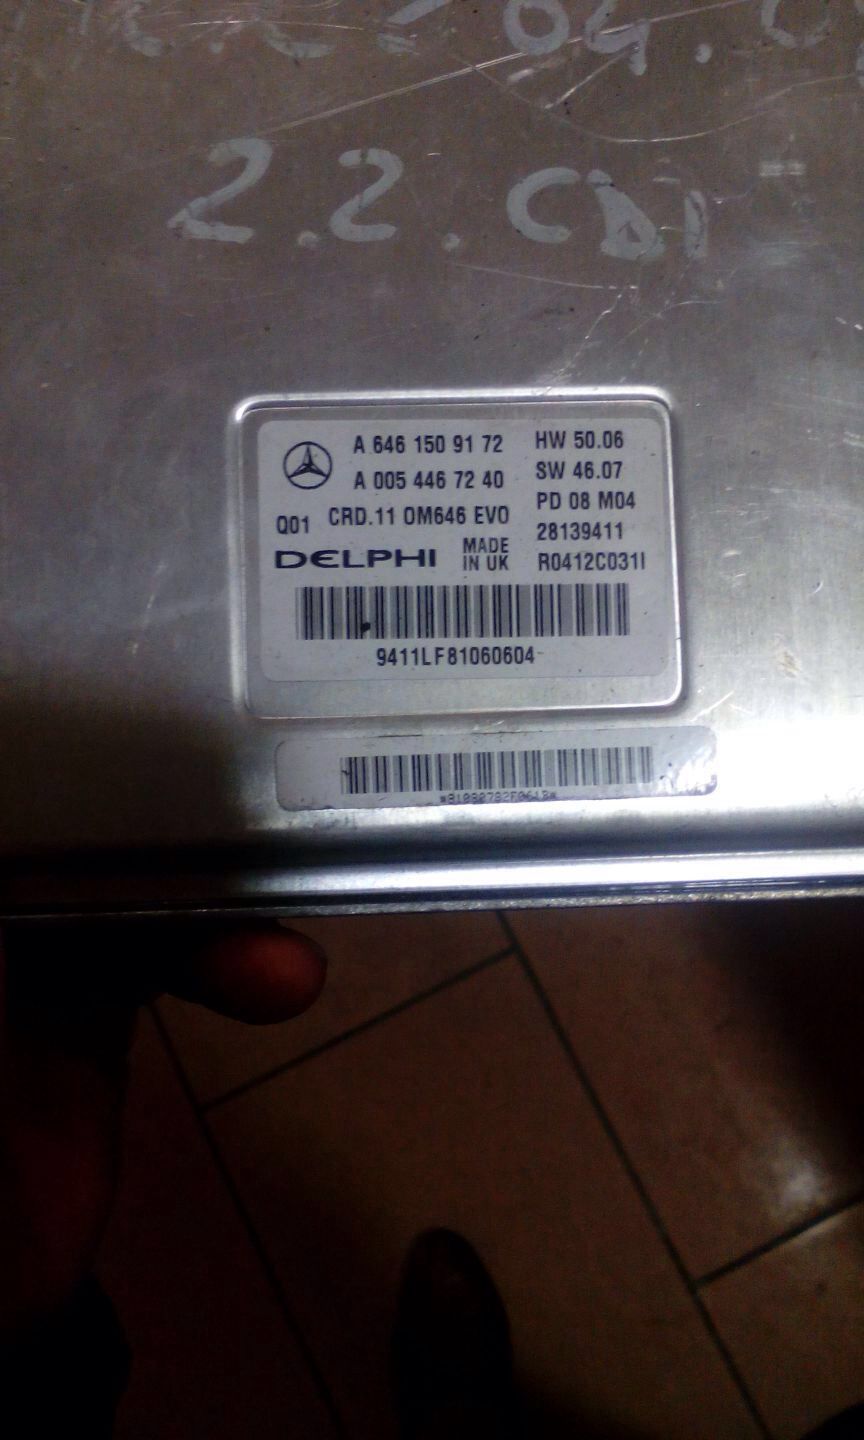 2.2.CDI
A 646 150 91 72
A 005 446 72 40
Q01 CRD.11 OM646 EVO
DELPHI MADE IN UK
HW 50.06
SW 46.07
PD 08 M04
28139411
R0412C031I
9411LF81060604